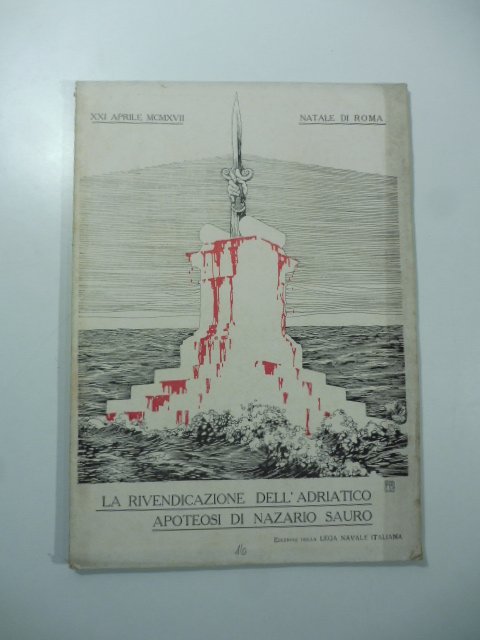 XXI APRILE MCMXVII
NATALE DI ROMA
LA RIVENDICAZIONE DELL'ADRIATICO
APOTEOSI DI NAZARIO SAURO
EDIZIONE DELLA LEGA NAVALE ITALIANA